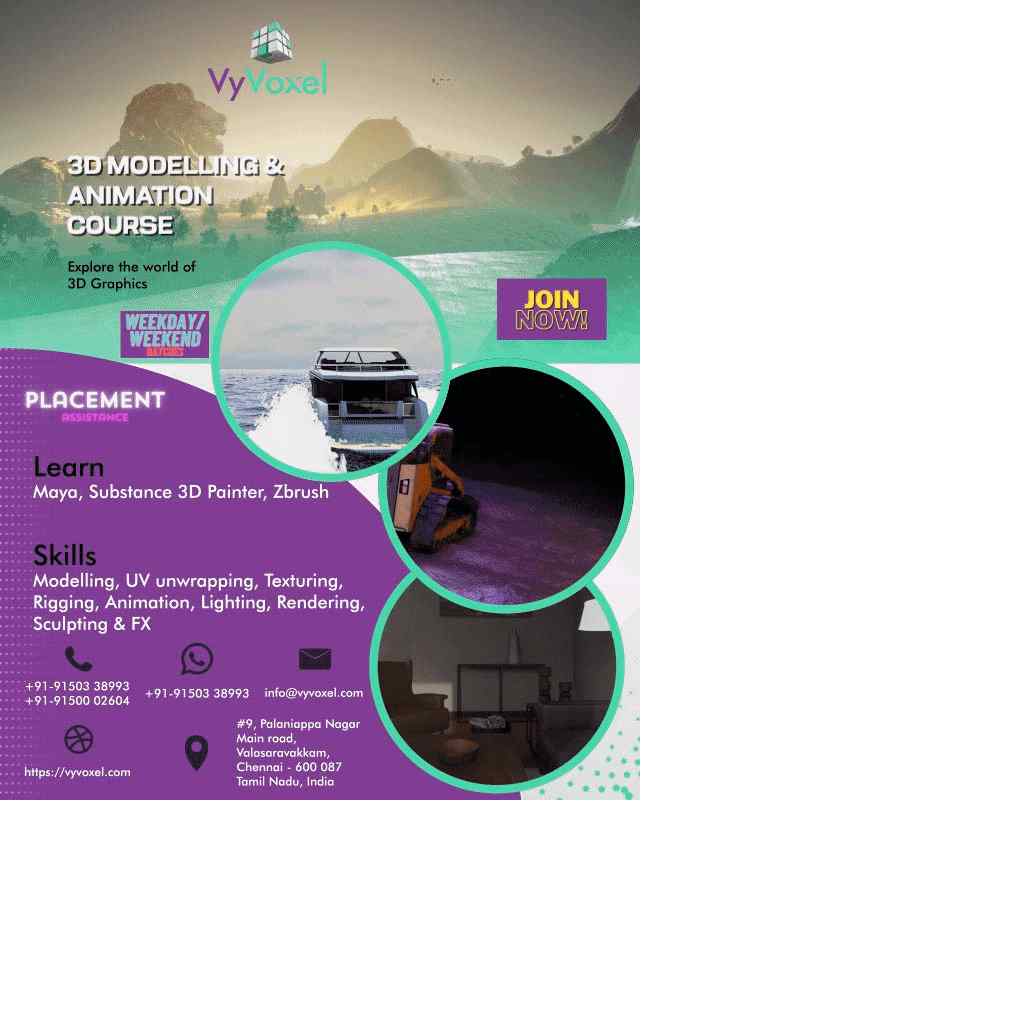 VyVoxel
3D MODELLING &
ANIMATION
COURSE
Explore the world of
3D Graphics
JOIN
NOW!
WEEKDAY/
WEEKEND
BATCHES
PLACEMENT
ASSISTANCE
Learn
Maya, Substance 3D Painter, Zbrush
Skills
Modelling, UV unwrapping, Texturing,
Rigging, Animation, Lighting, Rendering,
Sculpting & FX
+91-91503 38993
+91-91500 02604
+91-91503 38993
info@vyvoxel.com
https://vyvoxel.com
#9, Palaniappa Nagar
Main road,
Valasaravakkam,
Chennai - 600 087
Tamil Nadu, India